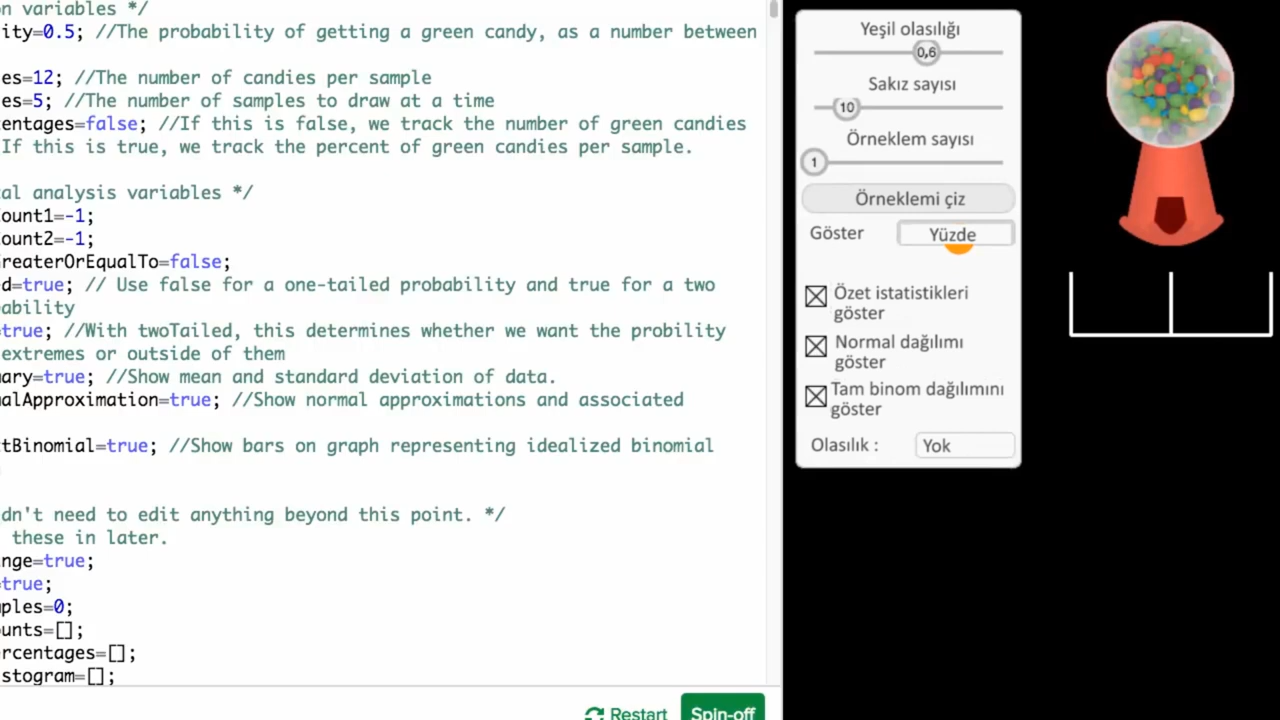 on variables */
ity=0.5; //The probability of getting a green candy, as a number between
es=12; //The number of candies per sample
es=5; //The number of samples to draw at a time
entages=false; //If this is false, we track the number of green candies
If this is true, we track the percent of green candies per sample.
al analysis variables */
ount1=-1;
ount2=-1;
GreaterOrEqualTo=false;
d=true; // Use false for a one-tailed probability and true for a two
ability
=true; //With twoTailed, this determines whether we want the probility
extremes or outside of them
mary=true; //Show mean and standard deviation of data.
malApproximation=true; //Show normal approximations and associated
tBinomial=true; //Show bars on graph representing idealized binomial
dn't need to edit anything beyond this point. */
these in later.
nge=true;
=true;
mples=0;
ounts=[];
rcentages=[];
istogram=[];
Restart
Spin-off
Yeşil olasılığı
0,6
Sakız sayısı
10
Örneklem sayısı
1
Örneklemi çiz
Göster Yüzde
Özet istatistikleri
göster
Normal dağılımı
göster
Tam binom dağılımını
göster
Olasılık : Yok